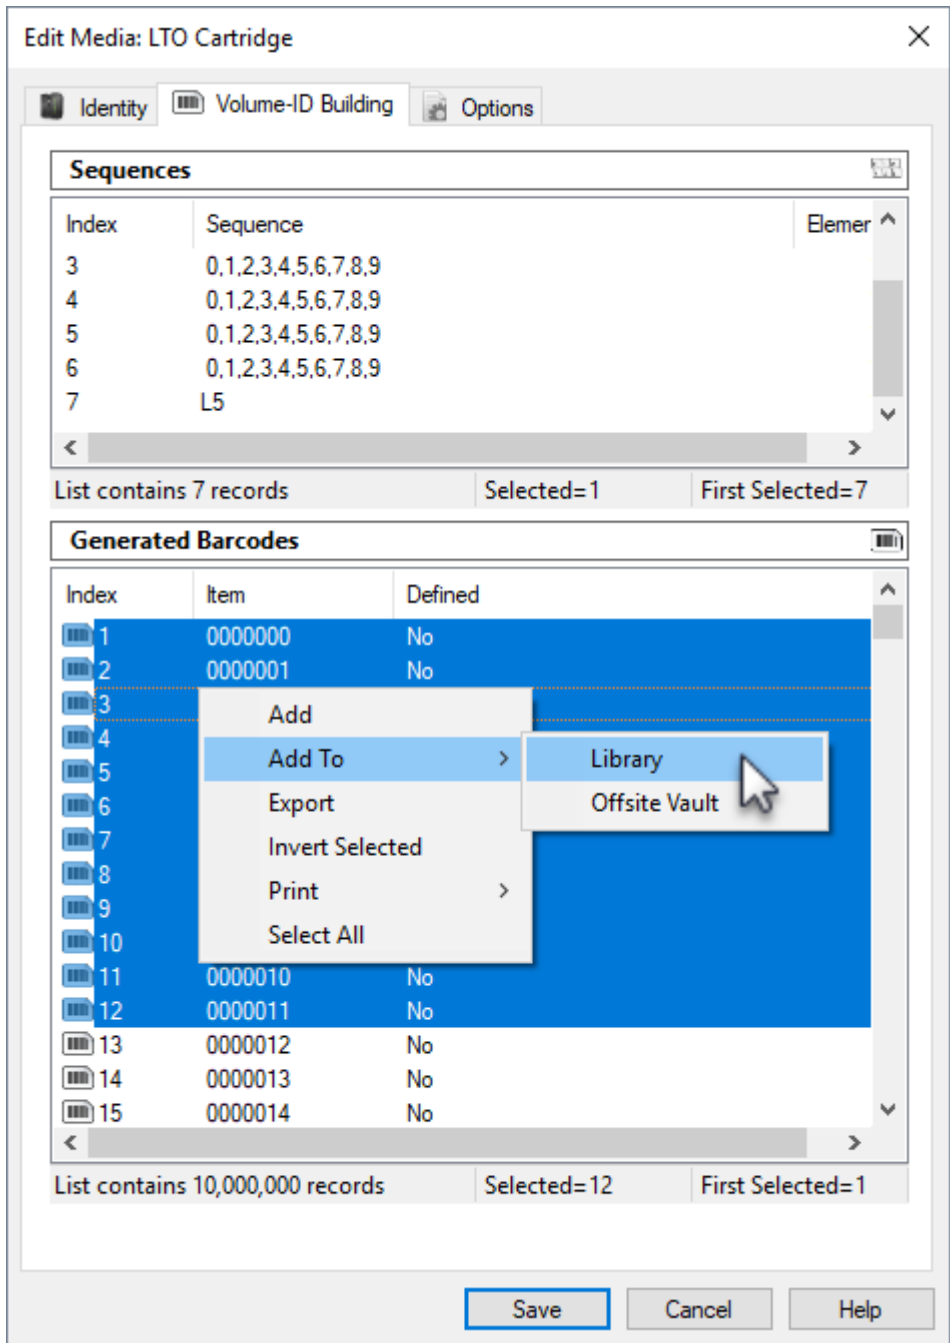 Edit Media: LTO Cartridge
Identity Volume-ID Building Options
Sequences
Index Sequence Elemer
3 0,1,2,3,4,5,6,7,8,9
4 0,1,2,3,4,5,6,7,8,9
5 0,1,2,3,4,5,6,7,8,9
6 0,1,2,3,4,5,6,7,8,9
7 L5
List contains 7 records Selected=1 First Selected=7
Generated Barcodes
Index Item Defined
1 0000000 No
2 0000001 No
3
4
5
6
7
8
9
10
Add
Add To
Export
Invert Selected
Print
Select All
Library
Offsite Vault
11 0000010 No
12 0000011 No
13 0000012 No
14 0000013 No
15 0000014 No
List contains 10,000,000 records Selected=12 First Selected=1
Save Cancel Help